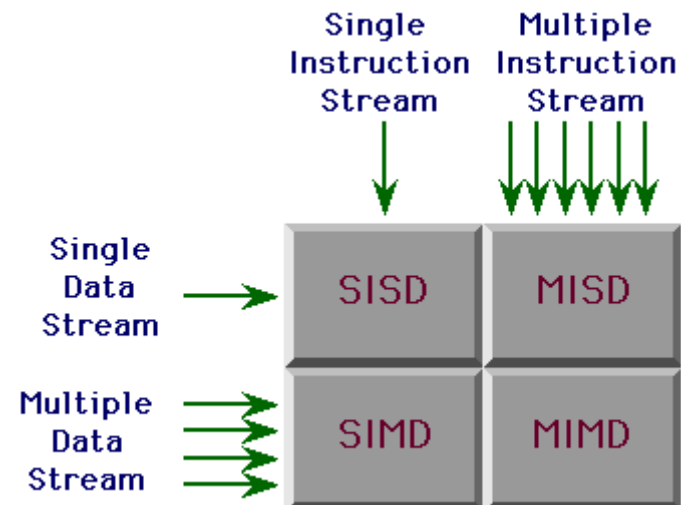 Single
Instruction
Stream
Multiple
Instruction
Stream
Single
Data
Stream
SISD
MISD
Multiple
Data
Stream
SIMD
MIMD